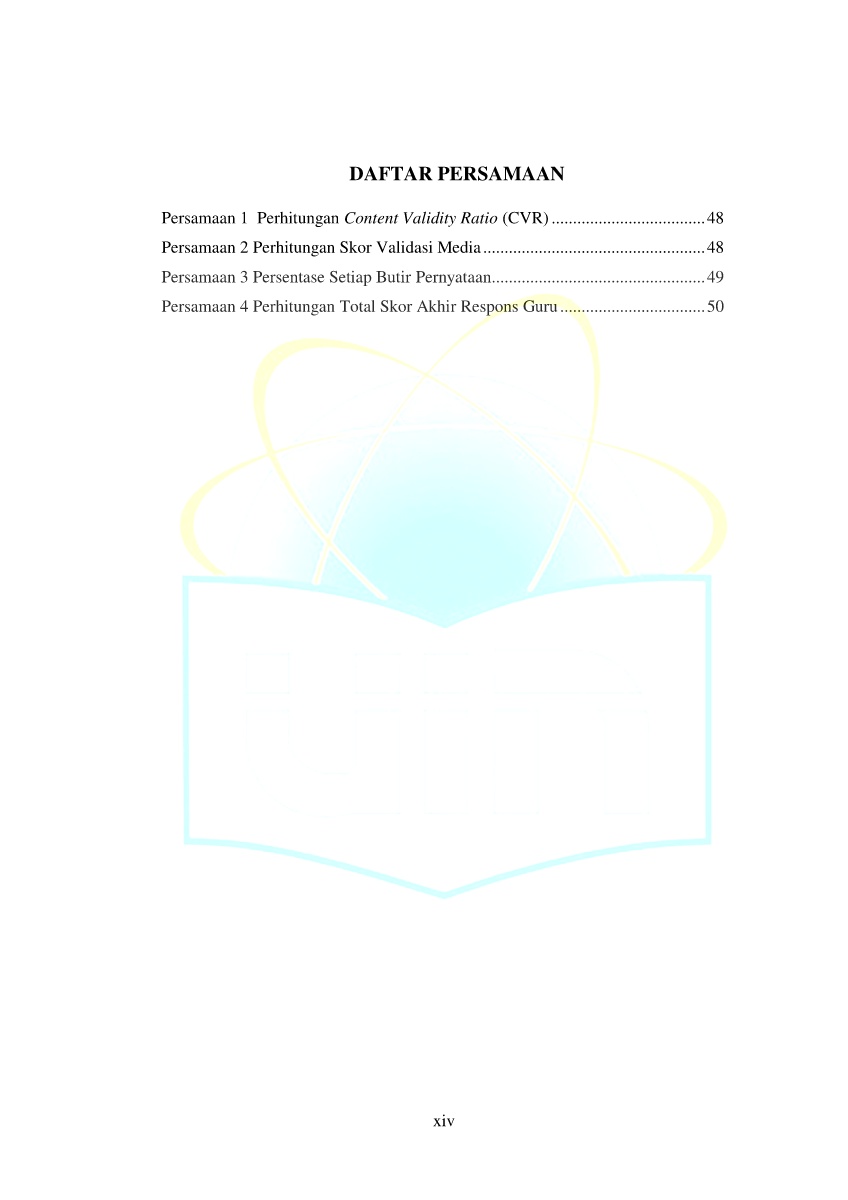 DAFTAR PERSAMAAN
Persamaan 1  Perhitungan Content Validity Ratio (CVR) .................................... 48
Persamaan 2 Perhitungan Skor Validasi Media .................................................... 48
Persamaan 3 Persentase Setiap Butir Pernyataan.................................................. 49
Persamaan 4 Perhitungan Total Skor Akhir Respons Guru .................................. 50
xiv